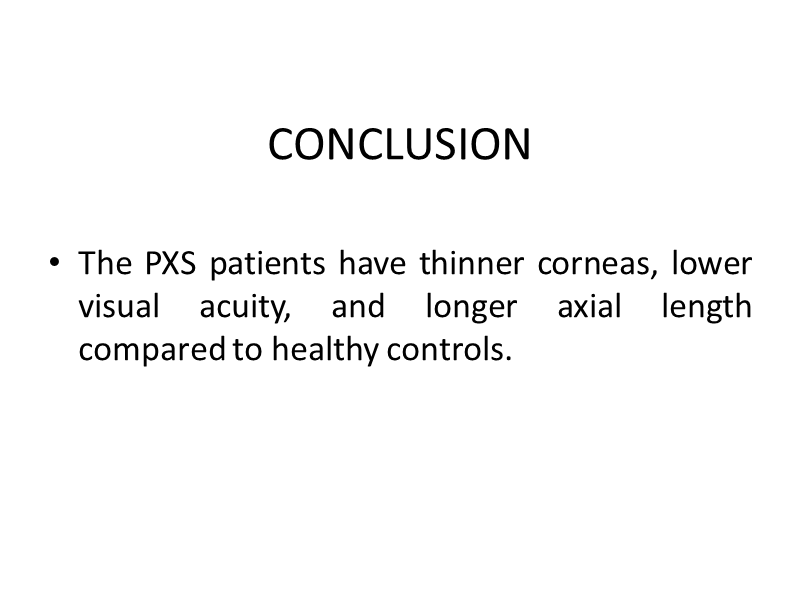 CONCLUSION
• The PXS patients have thinner corneas, lower
visual acuity, and longer axial length
compared to healthy controls.